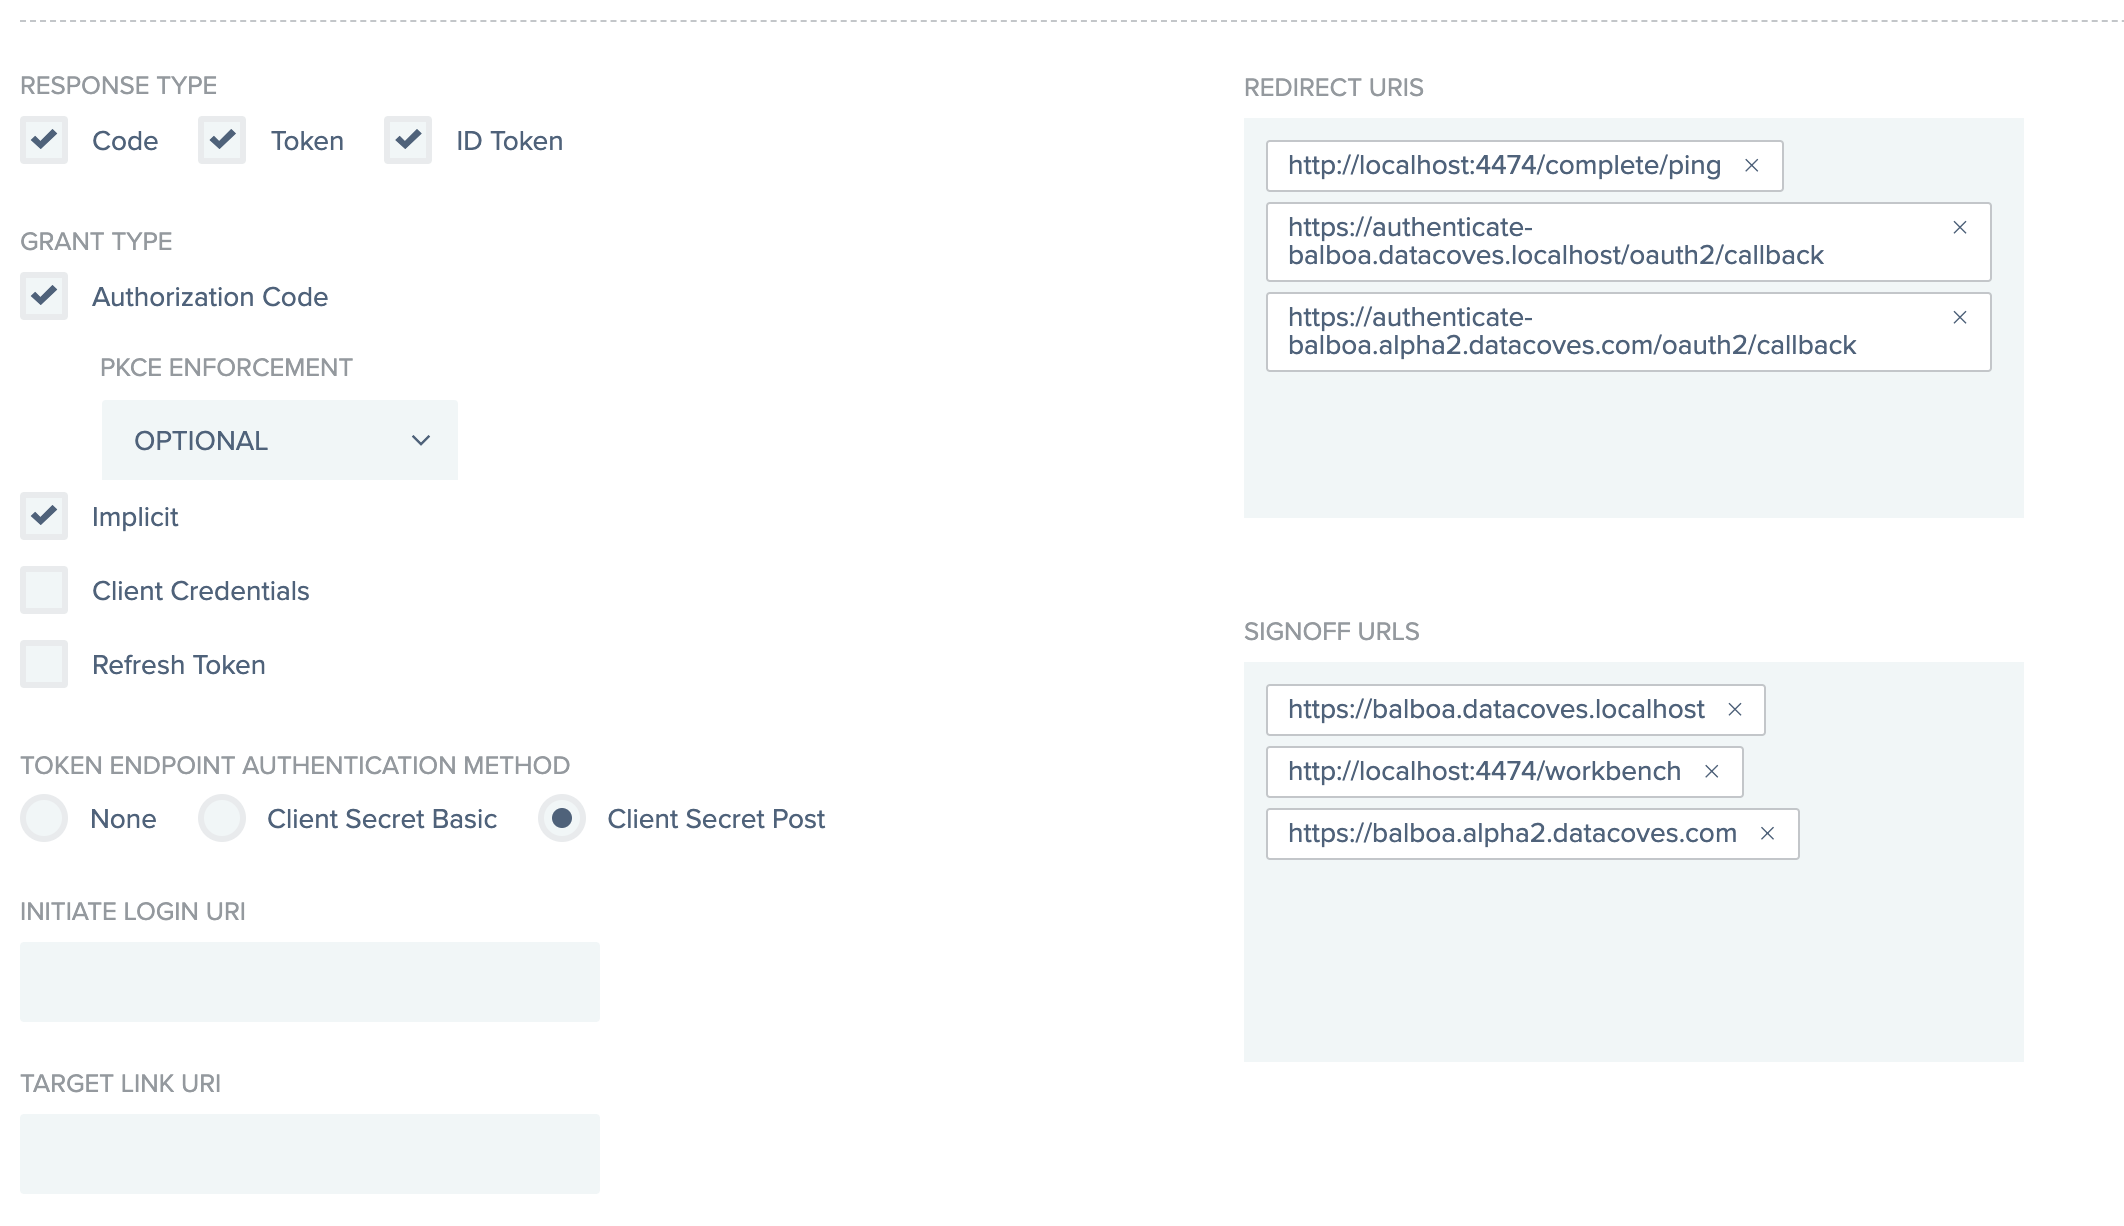 RESPONSE TYPE
Code
Token
ID Token
GRANT TYPE
Authorization Code
PKCE ENFORCEMENT
OPTIONAL
Implicit
Client Credentials
Refresh Token
TOKEN ENDPOINT AUTHENTICATION METHOD
None
Client Secret Basic
Client Secret Post
INITIATE LOGIN URI
TARGET LINK URI
REDIRECT URIS
http://localhost:4474/complete/ping
https://authenticate-
balboa.datacoves.localhost/oauth2/callback
https://authenticate-
balboa.alpha2.datacoves.com/oauth2/callback
SIGNOFF URLS
https://balboa.datacoves.localhost
http://localhost:4474/workbench
https://balboa.alpha2.datacoves.com